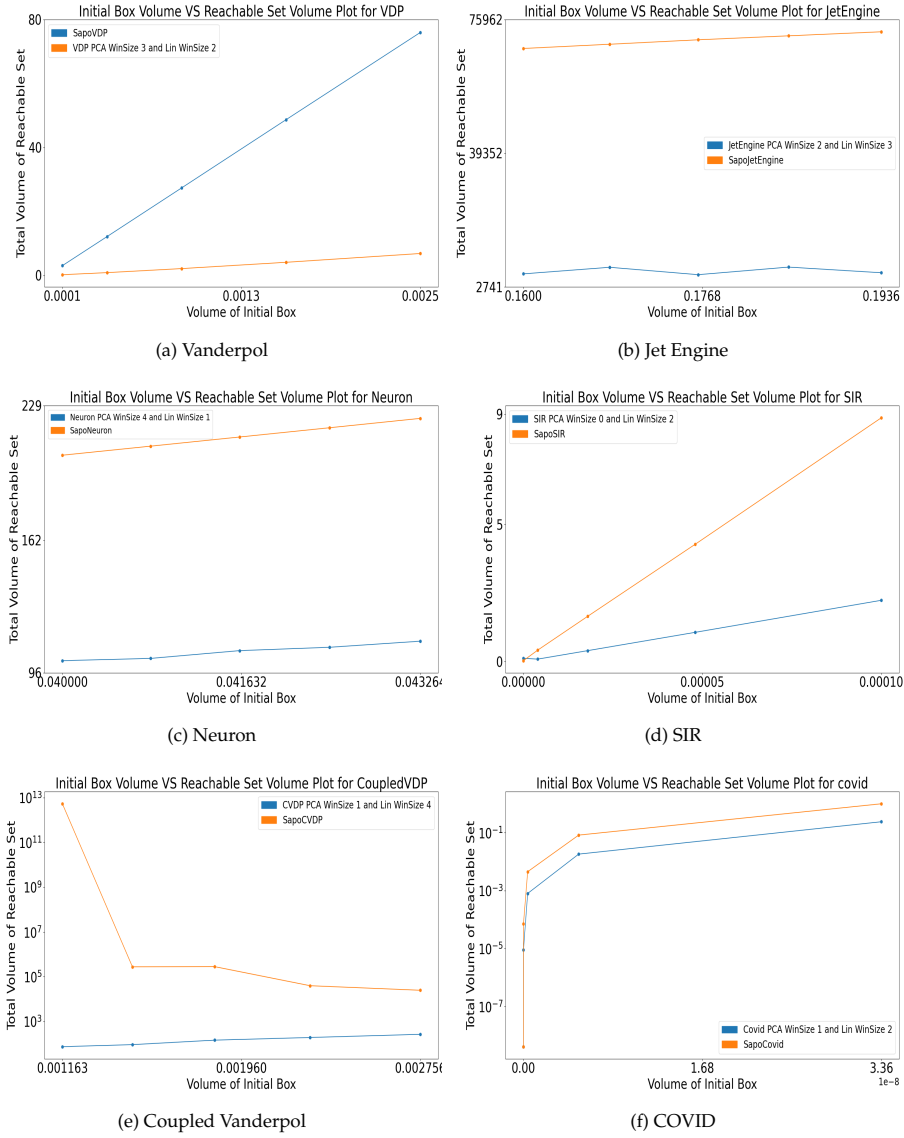 Initial Box Volume VS Reachable Set Volume Plot for VDP
80
40
0
Total Volume of Reachable Set
SapoVDP
VDP PCA WinSize 3 and Lin WinSize 2
0.0001 0.0013 0.0025
Volume of Initial Box
(a) Vanderpol
Initial Box Volume VS Reachable Set Volume Plot for JetEngine
75962
39352
2741
Total Volume of Reachable Set
JetEngine PCA WinSize 2 and Lin WinSize 3
SapoJetEngine
0.1600 0.1768 0.1936
Volume of Initial Box
(b) Jet Engine
Initial Box Volume VS Reachable Set Volume Plot for Neuron
229
162
96
Total Volume of Reachable Set
Neuron PCA WinSize 4 and Lin WinSize 1
SapoNeuron
0.040000 0.041632 0.043264
Volume of Initial Box
(c) Neuron
Initial Box Volume VS Reachable Set Volume Plot for SIR
9
5
0
Total Volume of Reachable Set
SIR PCA WinSize 0 and Lin WinSize 2
SapoSIR
0.00000 0.00005 0.00010
Volume of Initial Box
(d) SIR
Initial Box Volume VS Reachable Set Volume Plot for CoupledVDP
10^13
10^11
10^9
10^7
10^5
10^3
Total Volume of Reachable Set
CVDP PCA WinSize 1 and Lin WinSize 4
SapoCVDP
0.001163 0.001960 0.002756
Volume of Initial Box
(e) Coupled Vanderpol
Initial Box Volume VS Reachable Set Volume Plot for covid
10^-1
10^-3
10^-5
10^-7
Total Volume of Reachable Set
Covid PCA WinSize 1 and Lin WinSize 2
SapoCovid
0.00 1.68 3.36
1e-8
Volume of Initial Box
(f) COVID